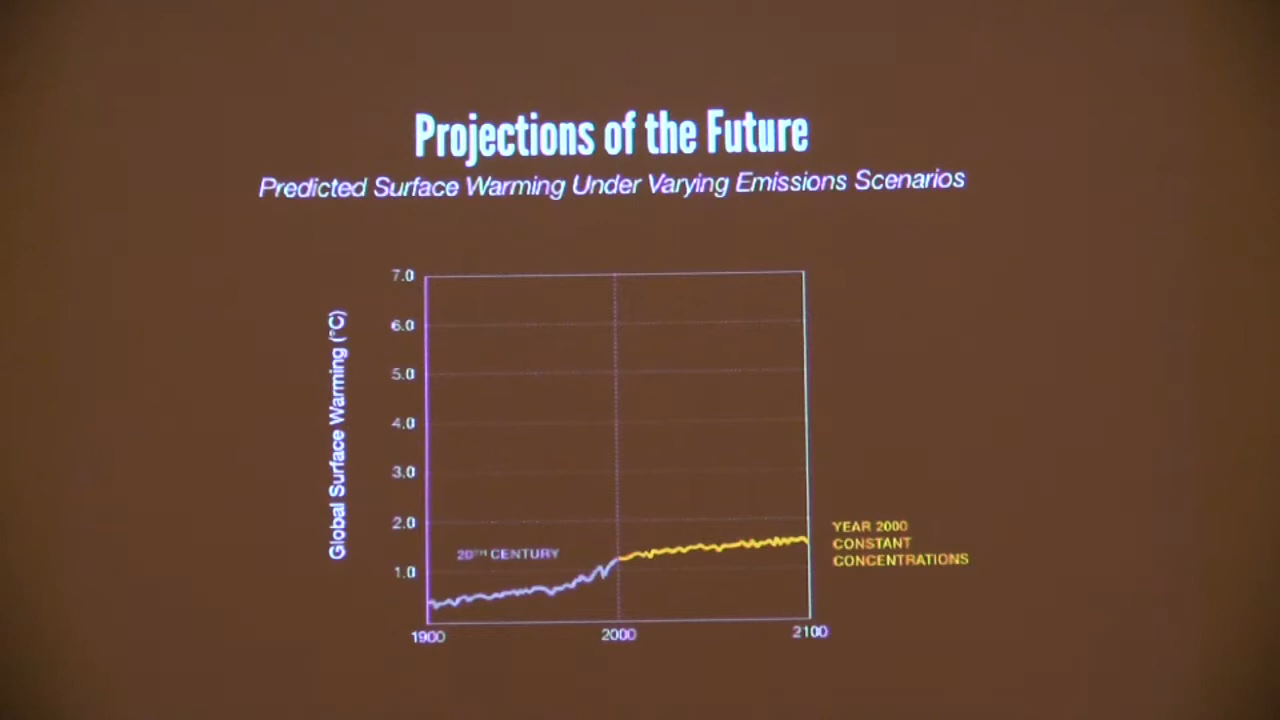 Projections of the Future
Predicted Surface Warming Under Varying Emissions Scenarios
Global Surface Warming (°C)
7.0
6.0
5.0
4.0
3.0
2.0
1.0
20TH CENTURY
YEAR 2000
CONSTANT
CONCENTRATIONS
1900
2000
2100